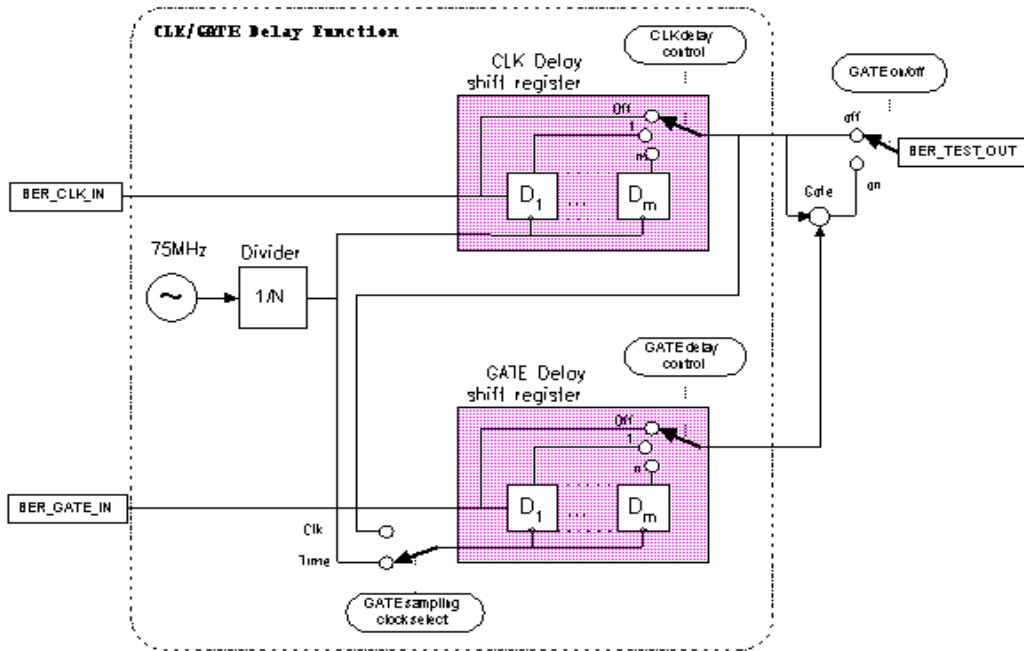 CLK/GATE Delay Function
CLK delay
control
CLK Delay
shift register
GATE on/off
Off
1
m
off
BER_TEST_OUT
on
Gate
BER_CLK_IN
D1
...
Dm
75MHz
Divider
~
1/N
GATE delay
control
GATE Delay
shift register
Off
1
n
BER_GATE_IN
D1
...
Dm
Clk
Time
GATE sampling
clock select